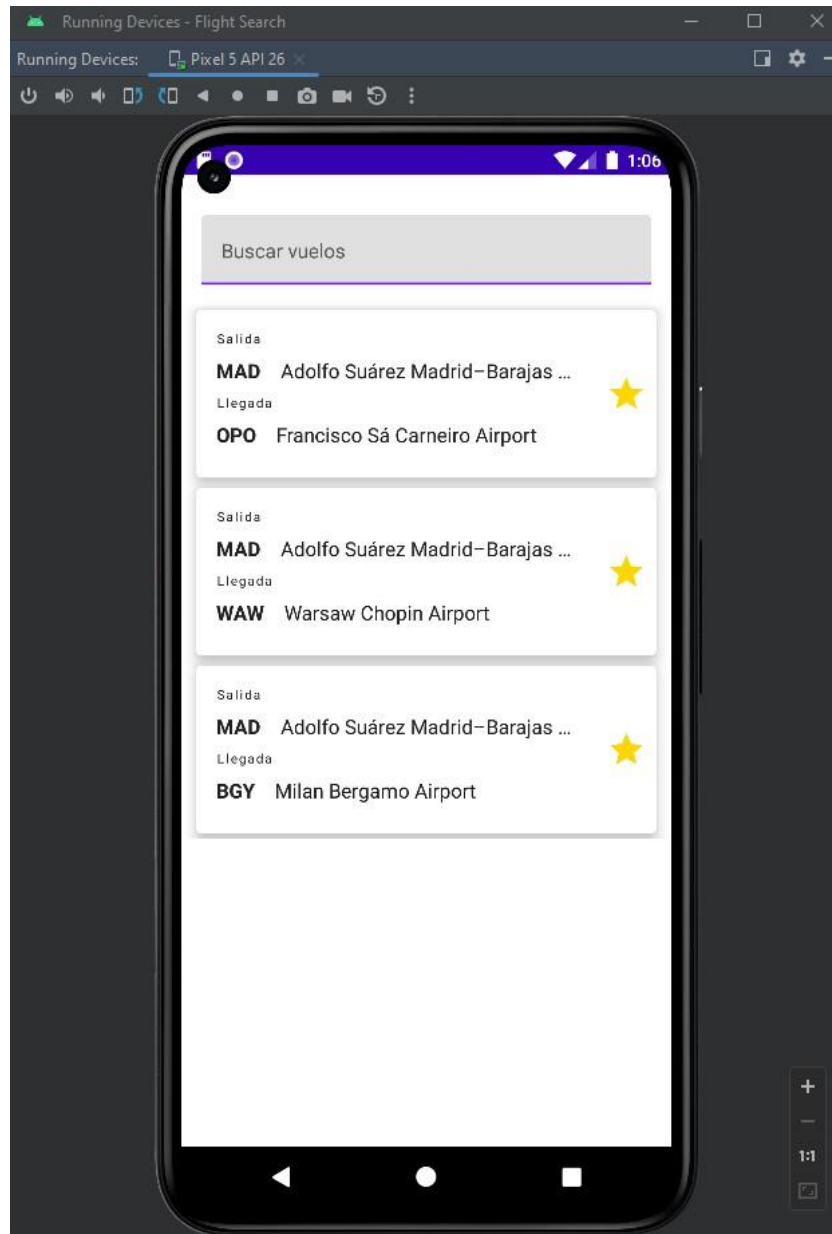 Running Devices - Flight Search
Running Devices: Pixel 5 API 26
1:06
Buscar vuelos
Salida
MAD Adolfo Suárez Madrid–Barajas ...
Llegada
OPO Francisco Sá Carneiro Airport
Salida
MAD Adolfo Suárez Madrid–Barajas ...
Llegada
WAW Warsaw Chopin Airport
Salida
MAD Adolfo Suárez Madrid–Barajas ...
Llegada
BGY Milan Bergamo Airport
1:1